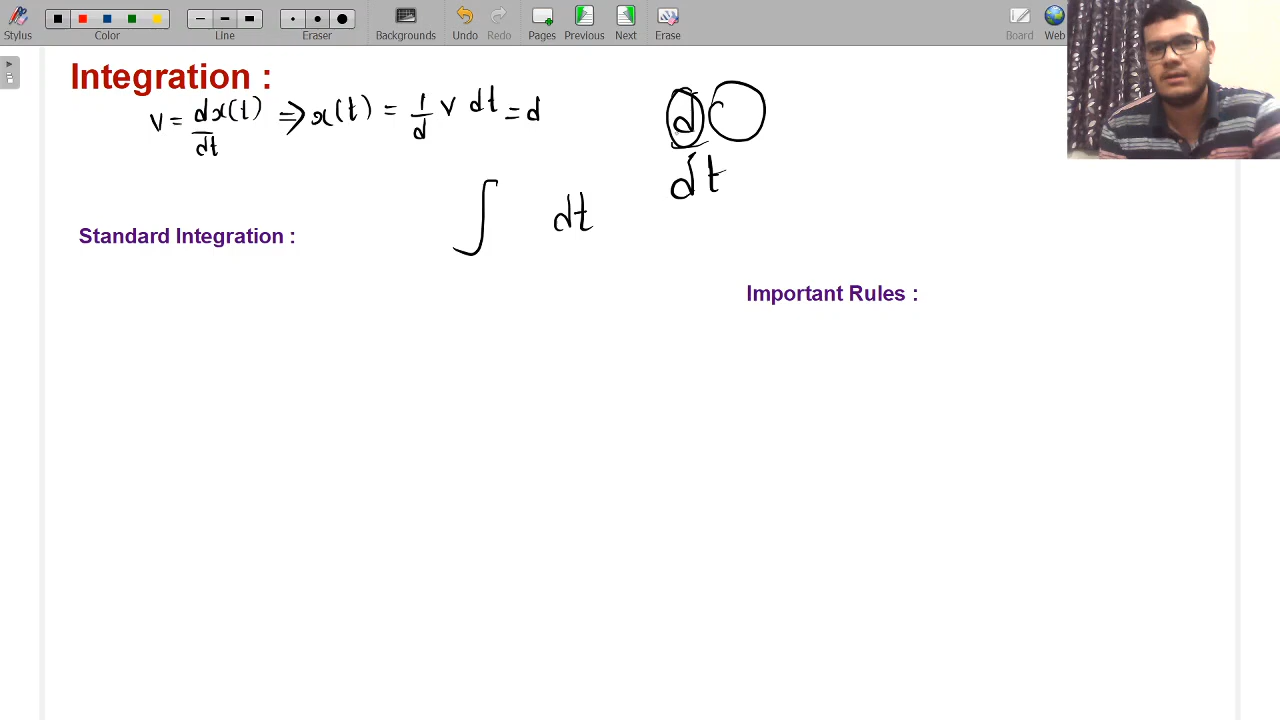 Stylus Color Line Eraser Backgrounds Undo Redo Pages Previous Next Erase Board Web
Integration :
v = dx(t)/dt => x(t) = 1/d v dt = d
d/dt
∫ dt
Standard Integration :
Important Rules :